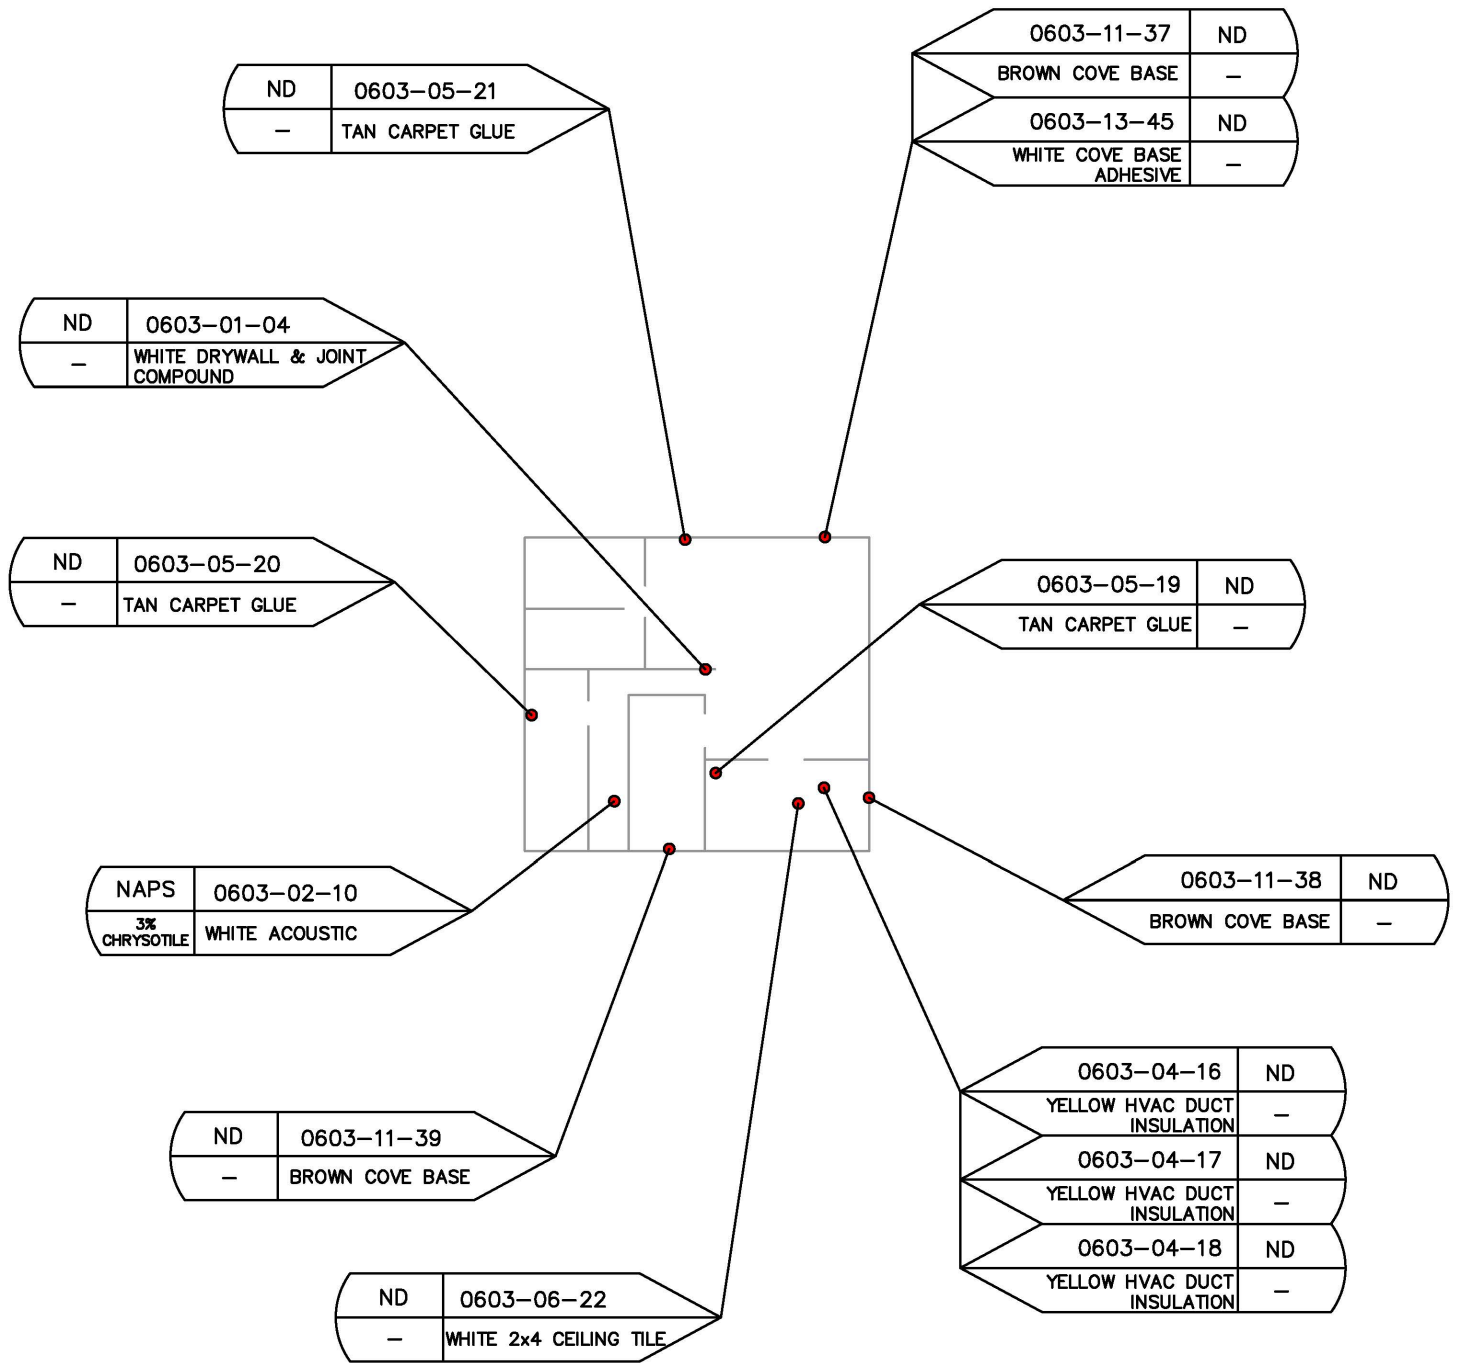 0603-11-37 ND
BROWN COVE BASE –
0603-13-45 ND
WHITE COVE BASE –
ADHESIVE
ND 0603-05-21
– TAN CARPET GLUE
ND 0603-01-04
– WHITE DRYWALL & JOINT
COMPOUND
ND 0603-05-20
– TAN CARPET GLUE
0603-05-19 ND
TAN CARPET GLUE –
NAPS 0603-02-10
3%
CHRYSOTILE WHITE ACOUSTIC
0603-11-38 ND
BROWN COVE BASE –
0603-04-16 ND
YELLOW HVAC DUCT –
INSULATION
0603-04-17 ND
YELLOW HVAC DUCT –
INSULATION
0603-04-18 ND
YELLOW HVAC DUCT –
INSULATION
ND 0603-11-39
– BROWN COVE BASE
ND 0603-06-22
– WHITE 2x4 CEILING TILE